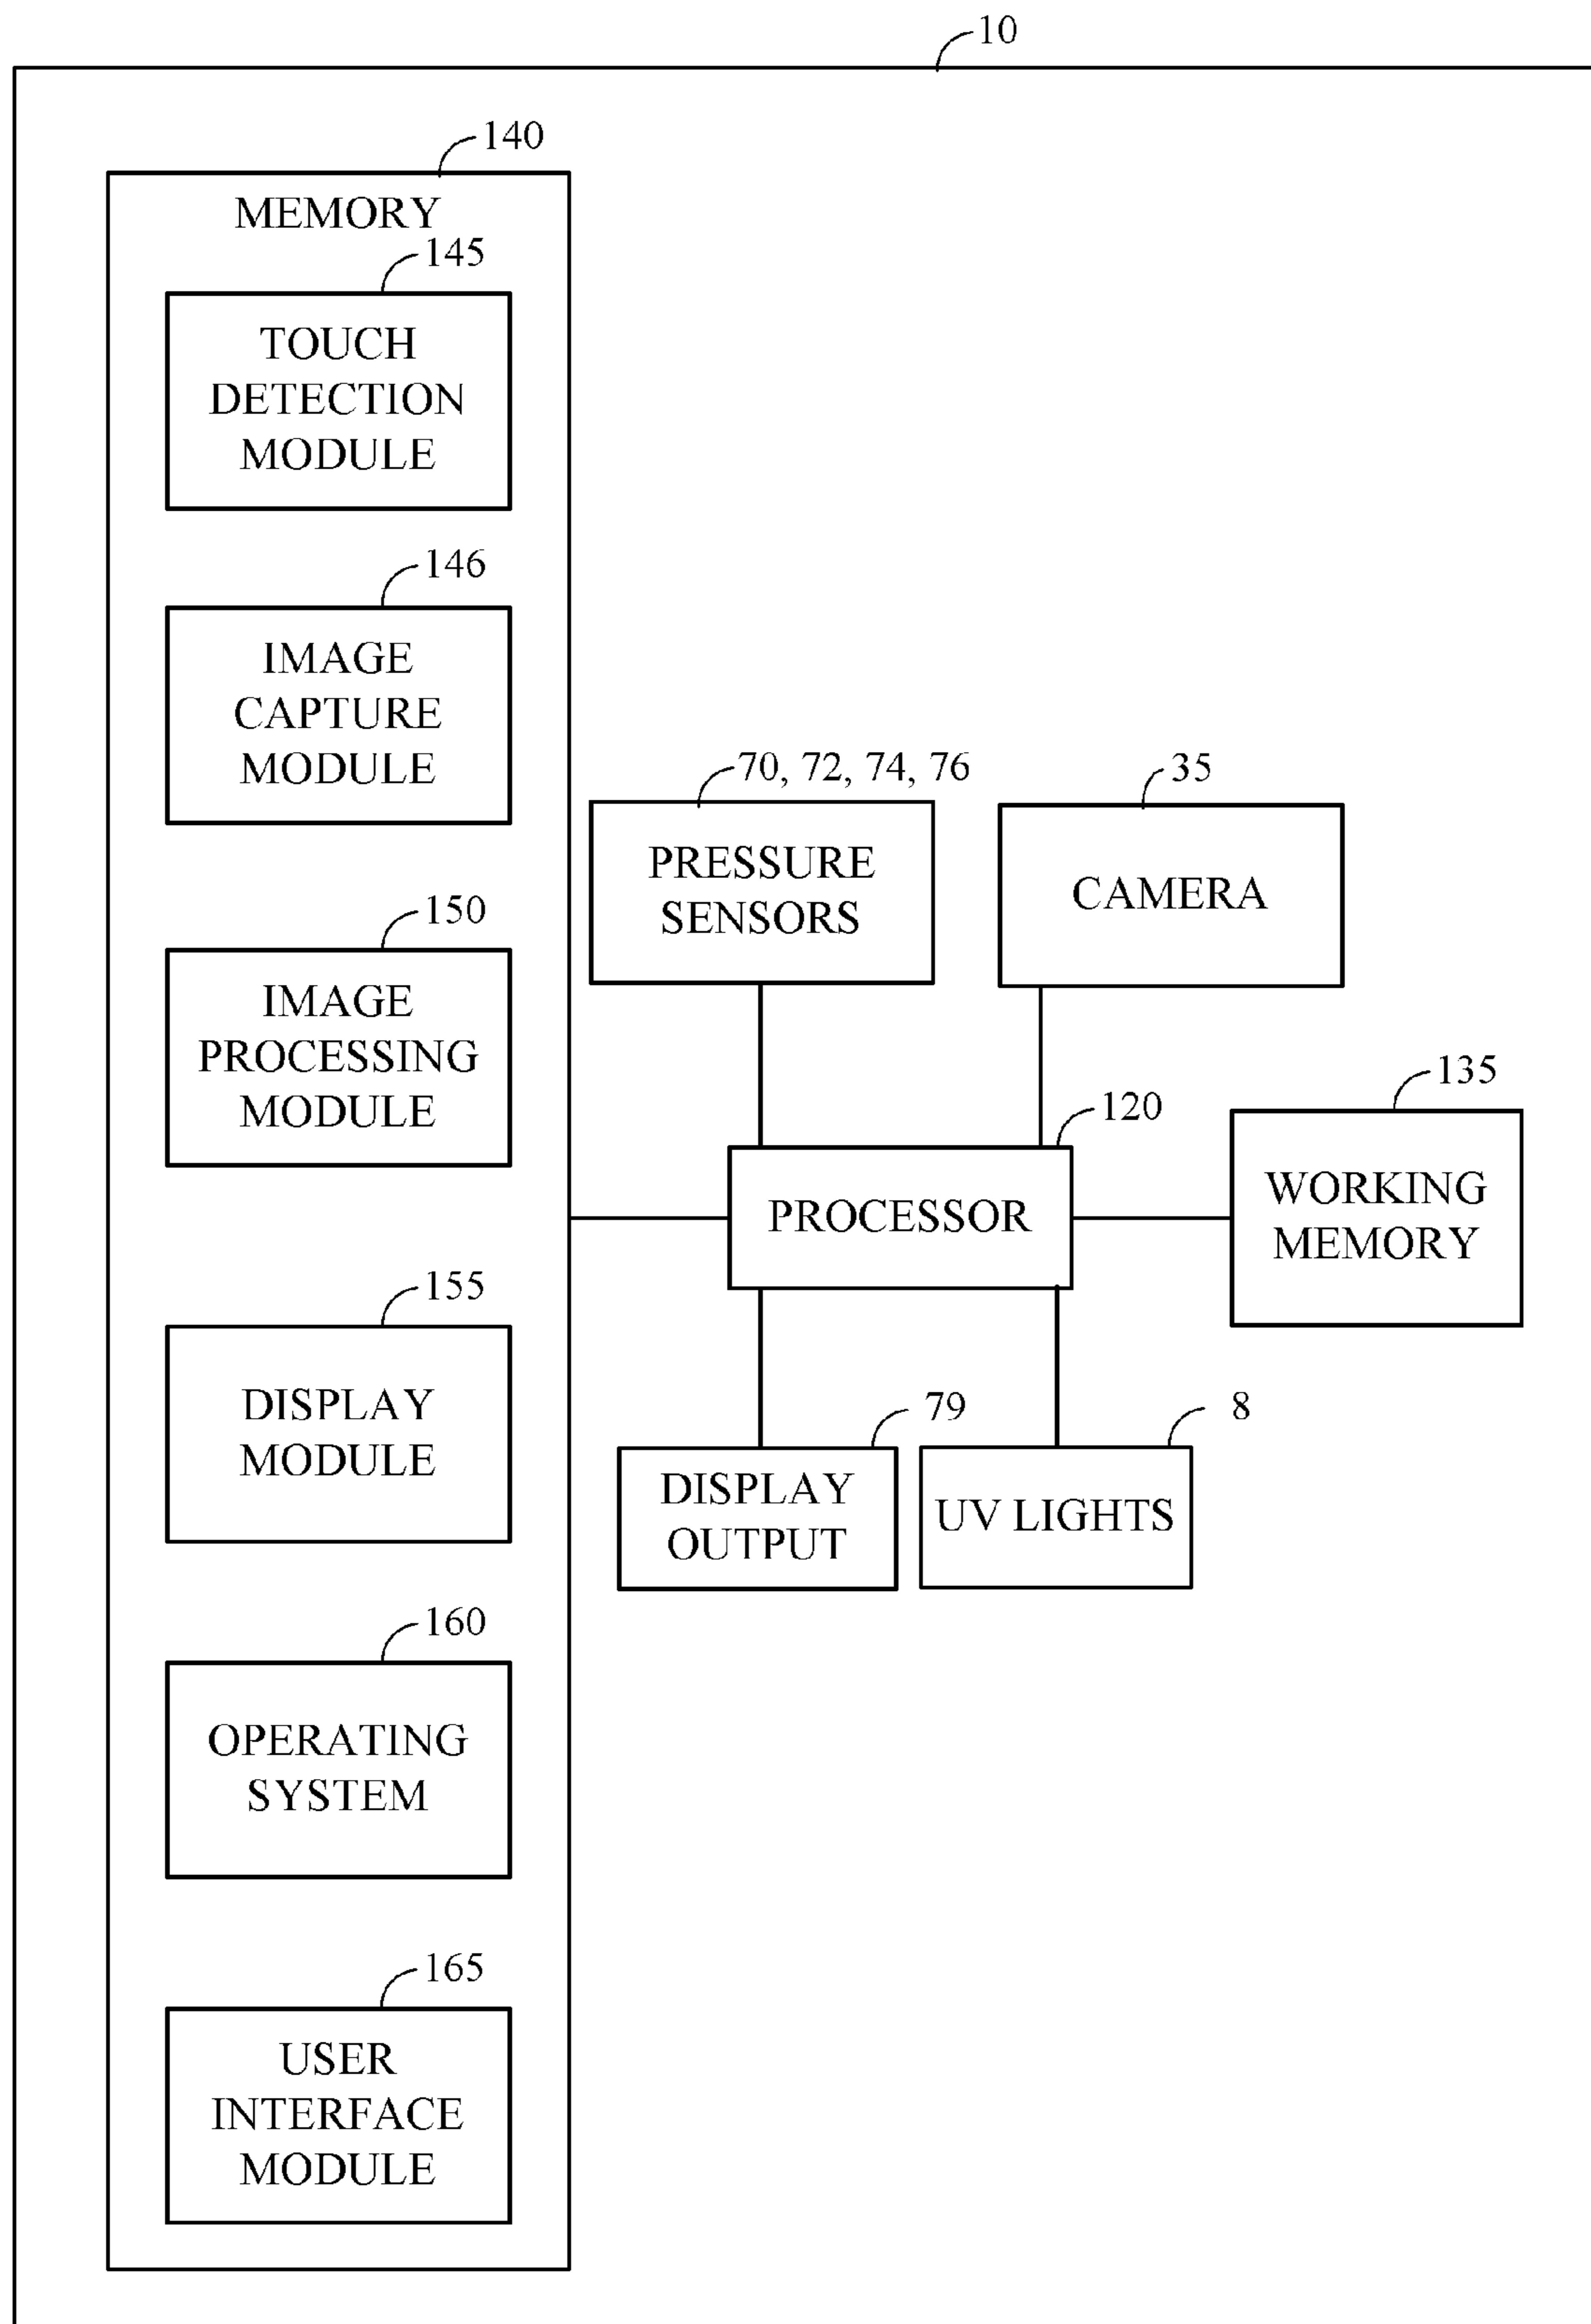 10
140
MEMORY
145
TOUCH
DETECTION
MODULE
146
IMAGE
CAPTURE
MODULE
150
IMAGE
PROCESSING
MODULE
155
DISPLAY
MODULE
160
OPERATING
SYSTEM
165
USER
INTERFACE
MODULE
70, 72, 74, 76
PRESSURE
SENSORS
35
CAMERA
120
PROCESSOR
135
WORKING
MEMORY
79
DISPLAY
OUTPUT
8
UV LIGHTS